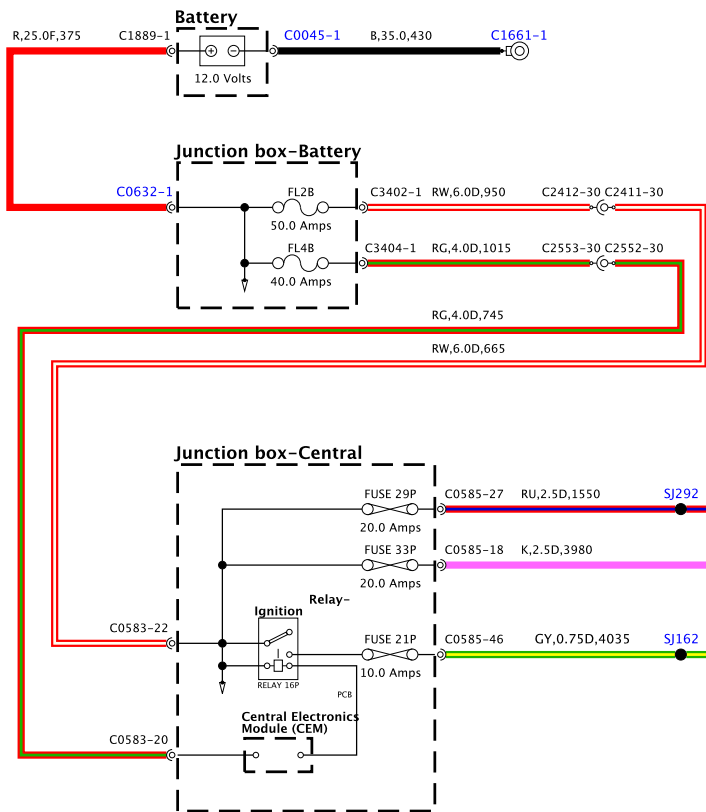 Battery
R,25.0F,375
C1889-1
C0045-1
B,35.0,430
C1661-1
12.0 Volts
Junction box-Battery
C0632-1
FL2B
C3402-1
RW,6.0D,950
C2412-30
C2411-30
50.0 Amps
FL4B
C3404-1
RG,4.0D,1015
C2553-30
C2552-30
40.0 Amps
RG,4.0D,745
RW,6.0D,665
Junction box-Central
FUSE 29P
C0585-27
RU,2.5D,1550
SJ292
20.0 Amps
FUSE 33P
C0585-18
K,2.5D,3980
20.0 Amps
Relay-
Ignition
C0583-22
FUSE 21P
C0585-46
GY,0.75D,4035
SJ162
I
10.0 Amps
RELAY 16P
PCB
Central Electronics
Module (CEM)
C0583-20